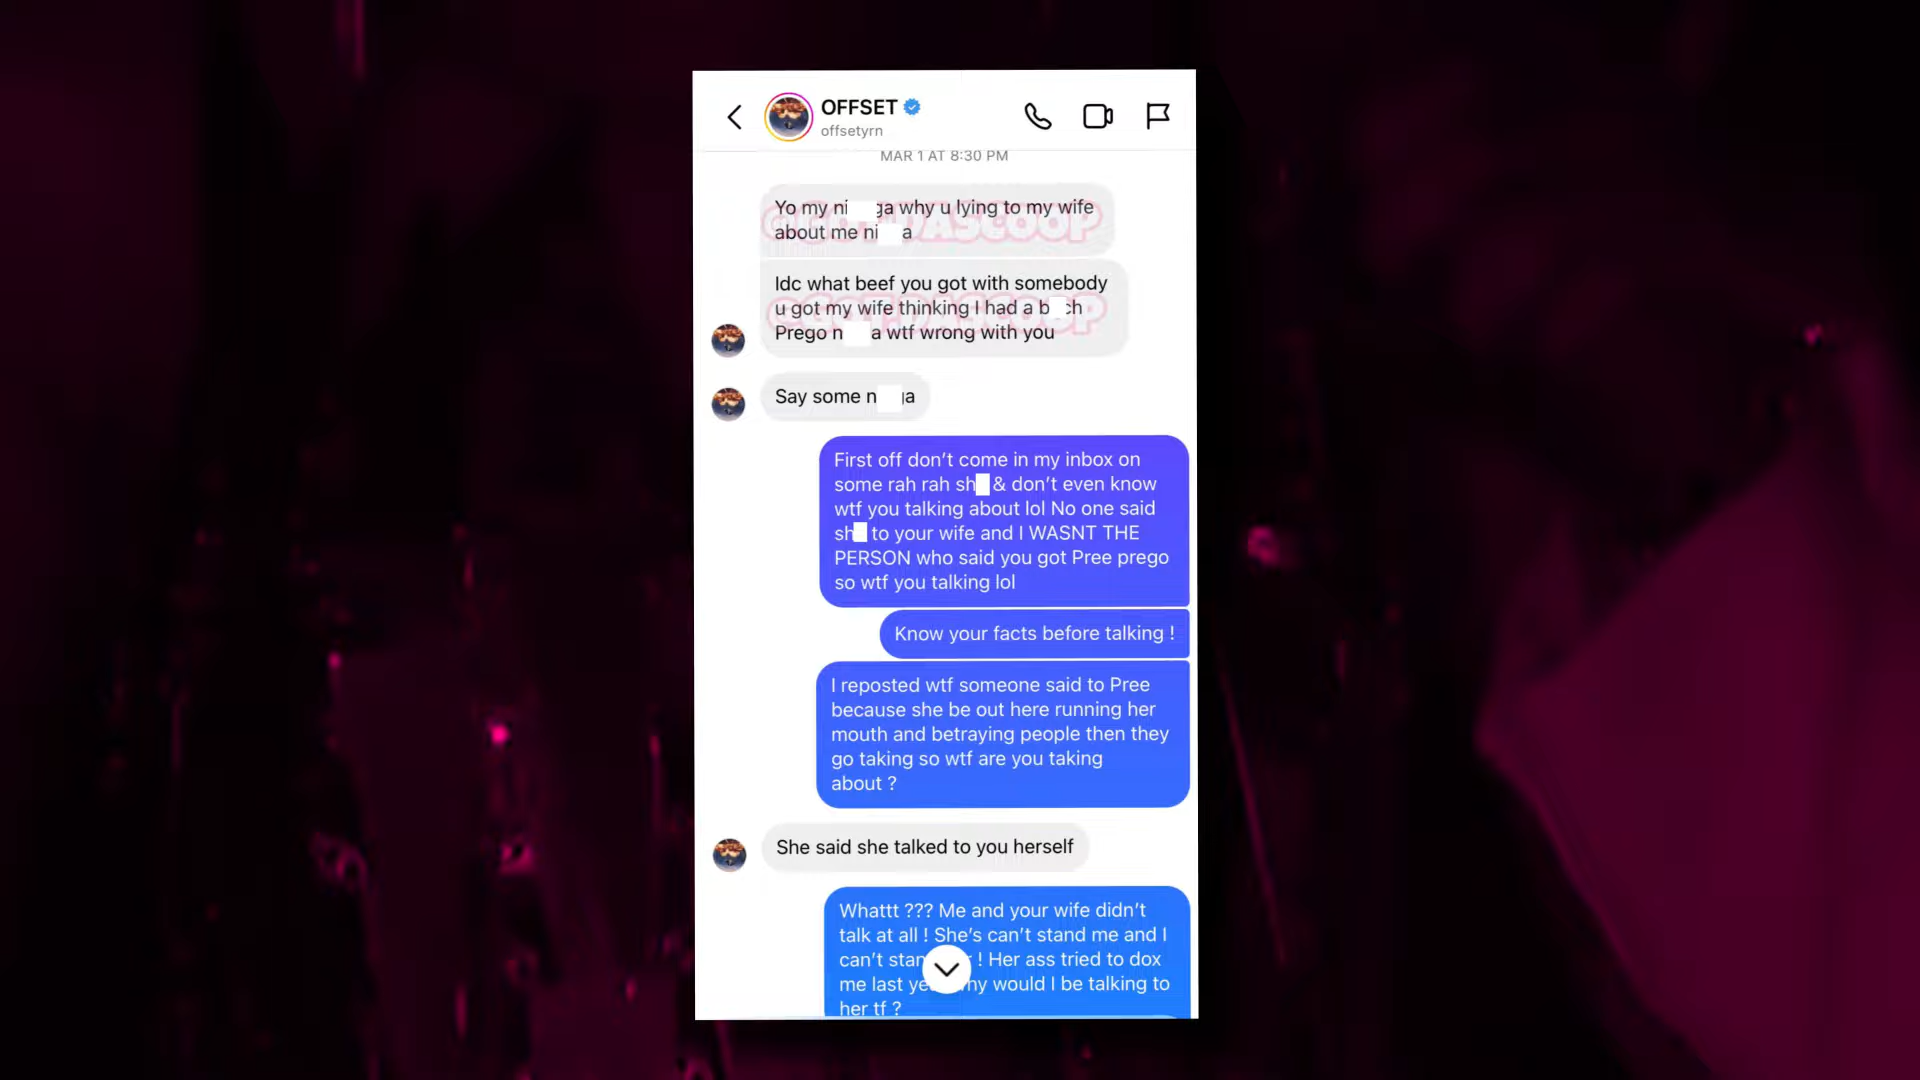 OFFSET
offsetyrn
MAR 1 AT 8:30 PM
Yo my ni ga why u lying to my wife
about me ni a
@GOTDASCOOP
Idc what beef you got with somebody
u got my wife thinking I had a b ch
Prego n a wtf wrong with you
@GOTDASCOOP
Say some n ga
First off don't come in my inbox on
some rah rah sh & don't even know
wtf you talking about lol No one said
sh to your wife and I WASNT THE
PERSON who said you got Pree prego
so wtf you talking lol
Know your facts before talking !
I reposted wtf someone said to Pree
because she be out here running her
mouth and betraying people then they
go taking so wtf are you taking
about ?
She said she talked to you herself
Whattt ??? Me and your wife didn't
talk at all ! She's can't stand me and I
can't ! Her ass tried to dox
me last would I be talking to
her tf ?